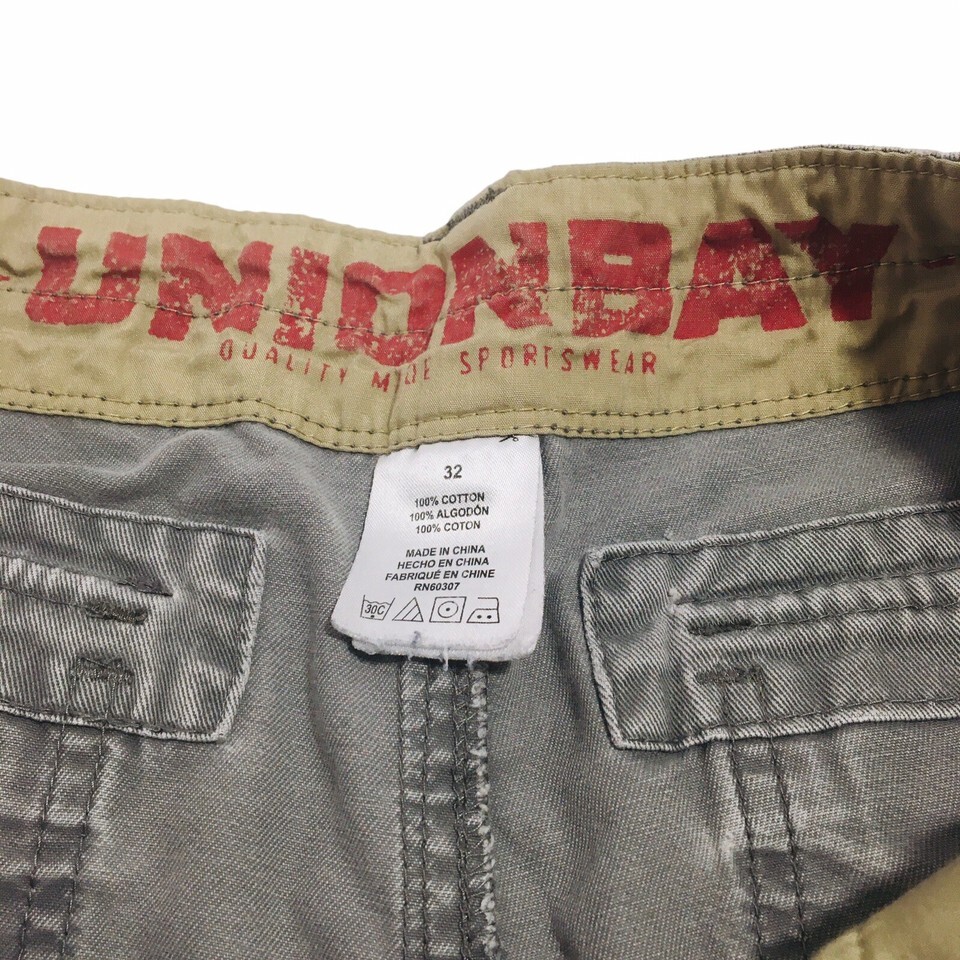 UNIONBAY
QUALITY MADE SPORTSWEAR
32
100% COTTON
100% ALGODÓN
100% COTON
MADE IN CHINA
HECHO EN CHINA
FABRIQUÉ EN CHINE
RN60307
30C